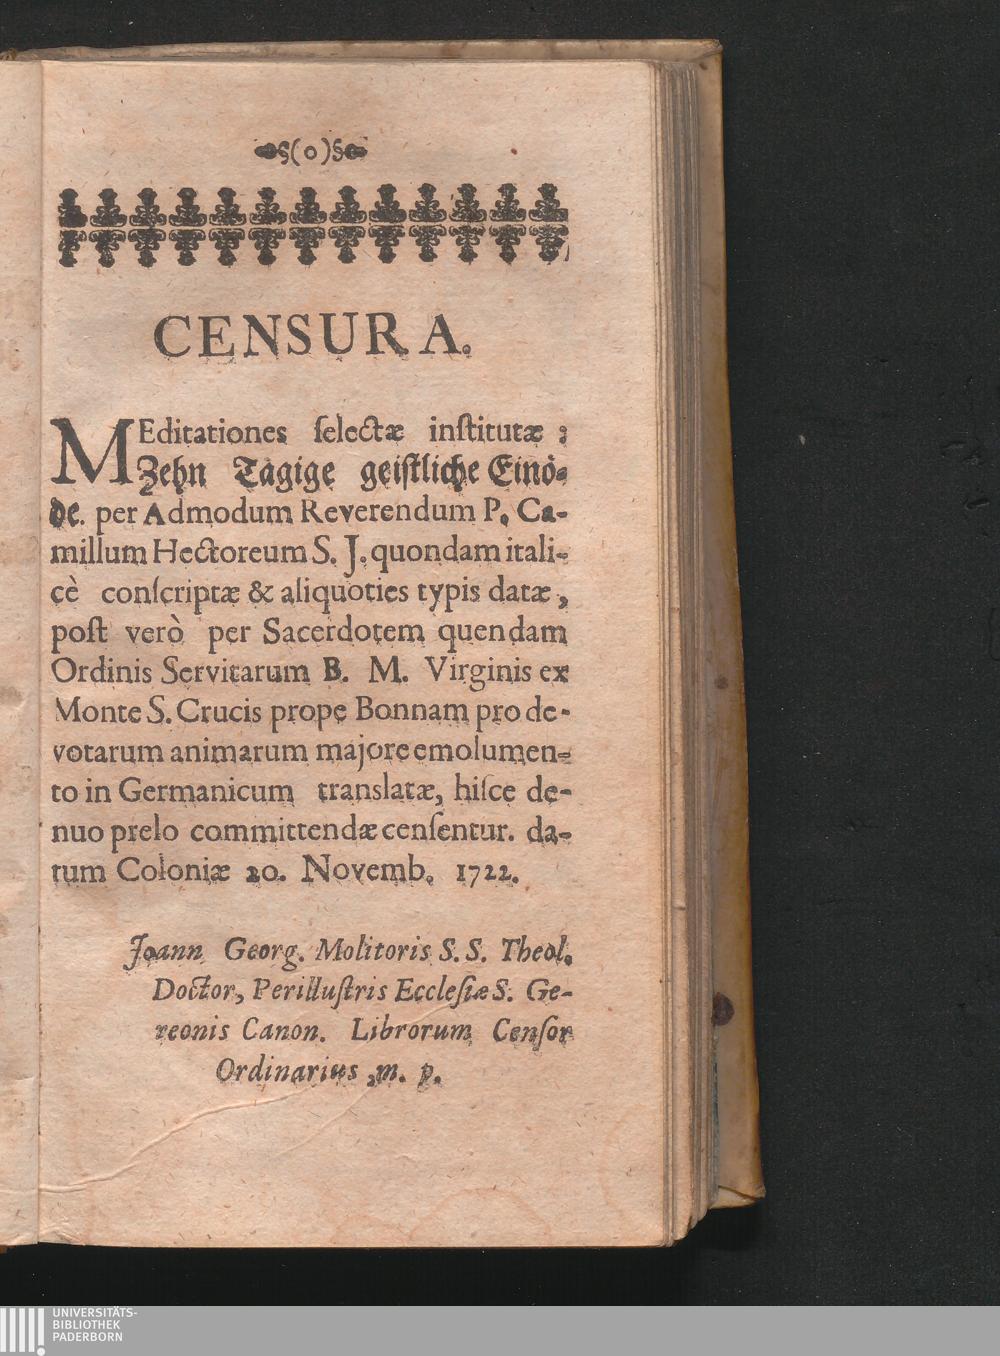 §(o)§
CENSURA.
MEditationes ſelectæ inſtitutæ :
Zehn Tägige geiſtliche Einö-
de. per Admodum Reverendum P. Ca-
millum Hectoreum S. J. quondam itali-
cè conſcriptæ & aliquoties typis datæ,
poſt verò per Sacerdotem quendam
Ordinis Servitarum B. M. Virginis ex
Monte S. Crucis prope Bonnam pro de-
votarum animarum majore emolumen-
to in Germanicum translatæ, hiſce de-
nuo prelo committendæ cenſentur. da-
tum Coloniæ 20. Novemb. 1722.
Joann Georg. Molitoris S. S. Theol.
Doctor, Perilluſtris Eccleſiæ S. Ge-
reonis Canon. Librorum Cenſor
Ordinarius, m. p.
UNIVERSITÄTS-
BIBLIOTHEK
PADERBORN